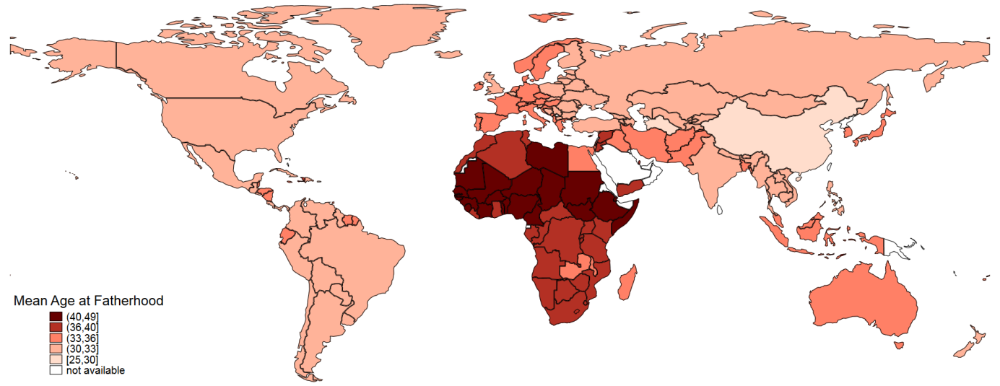 Mean Age at Fatherhood
(40,49]
(36,40]
(33,36]
(30,33]
[25,30]
not available